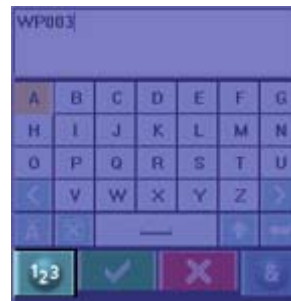 WP003
A B C D E F G
H I J K L M N
O P Q R S T U
< V W X Y Z >
123 &